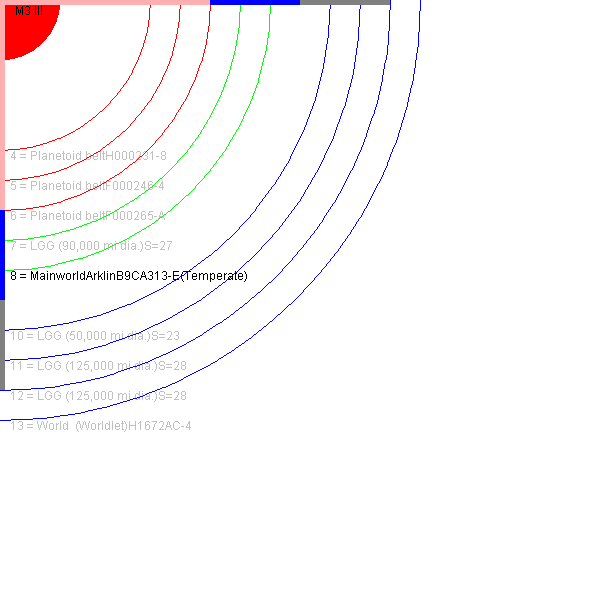 M3 III
4 = Planetoid beltH000231-8
5 = Planetoid beltF000246-4
6 = Planetoid beltF000265-A
7 = LGG (90,000 mi dia.)S=27
8 = MainworldArklinB9CA313-E(Temperate)
10 = LGG (50,000 mi dia.)S=23
11 = LGG (125,000 mi dia.)S=28
12 = LGG (125,000 mi dia.)S=28
13 = World  (Worldlet)H1672AC-4